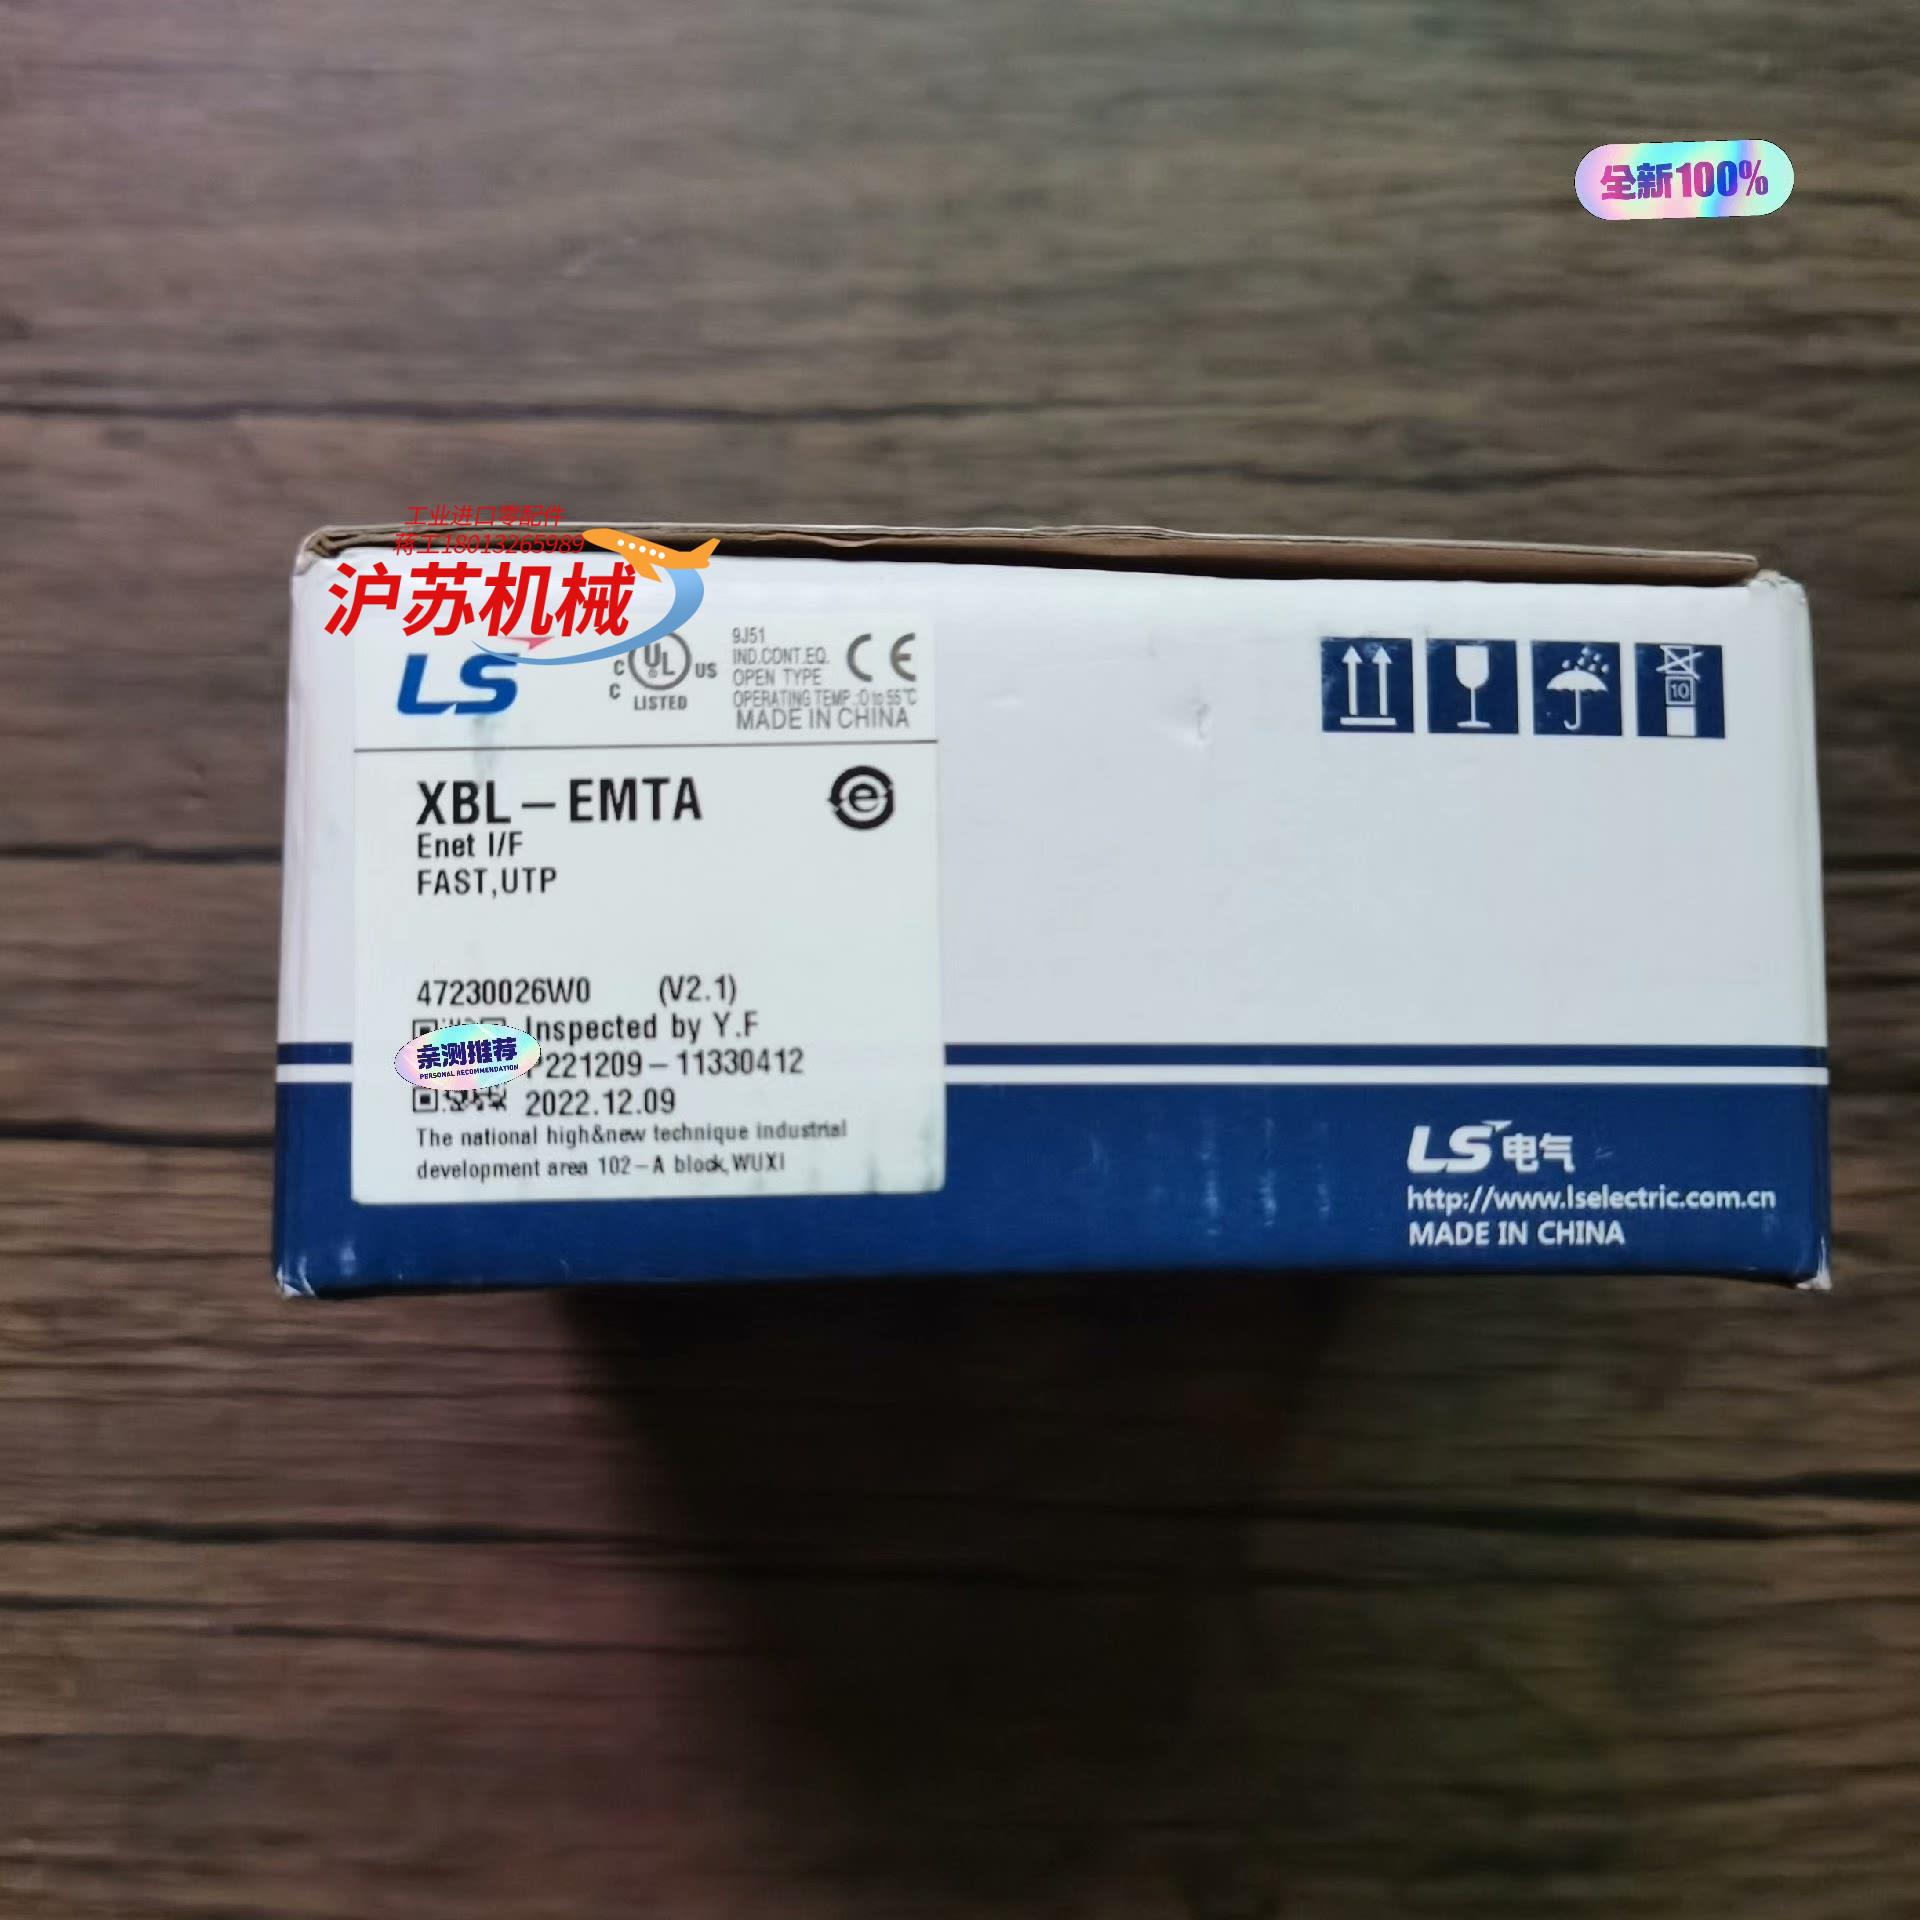 全新100%
工业进口零配件
蒋工18013265989
沪苏机械
LS
C UL US
C LISTED
9J51
IND.CONT.EQ.
OPEN TYPE
OPERATING TEMP.:0 to 55℃
MADE IN CHINA
CE
10
XBL-EMTA
e
Enet I/F
FAST,UTP
47230026W0 (V2.1)
Inspected by Y.F
亲测推荐
PERSONAL RECOMMENDATION
P221209-11330412
2022.12.09
The national high&new technique industrial
development area 102-A block,WUXI
LS电气
http://www.lselectric.com.cn
MADE IN CHINA